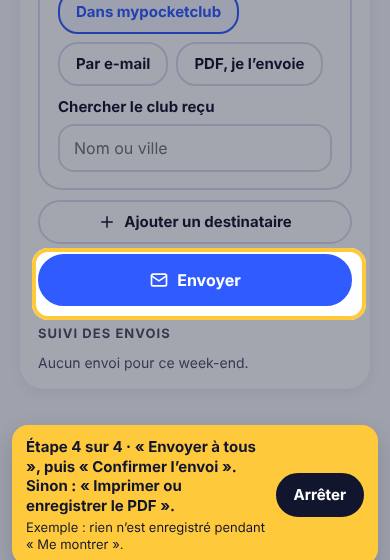 Dans mypocketclub
Par e-mail
PDF, je l’envoie
Chercher le club reçu
Nom ou ville
+ Ajouter un destinataire
Envoyer
SUIVI DES ENVOIS
Aucun envoi pour ce week-end.
Étape 4 sur 4 · « Envoyer à tous
», puis « Confirmer l’envoi ».
Sinon : « Imprimer ou
enregistrer le PDF ».
Exemple : rien n’est enregistré pendant
« Me montrer ».
Arrêter